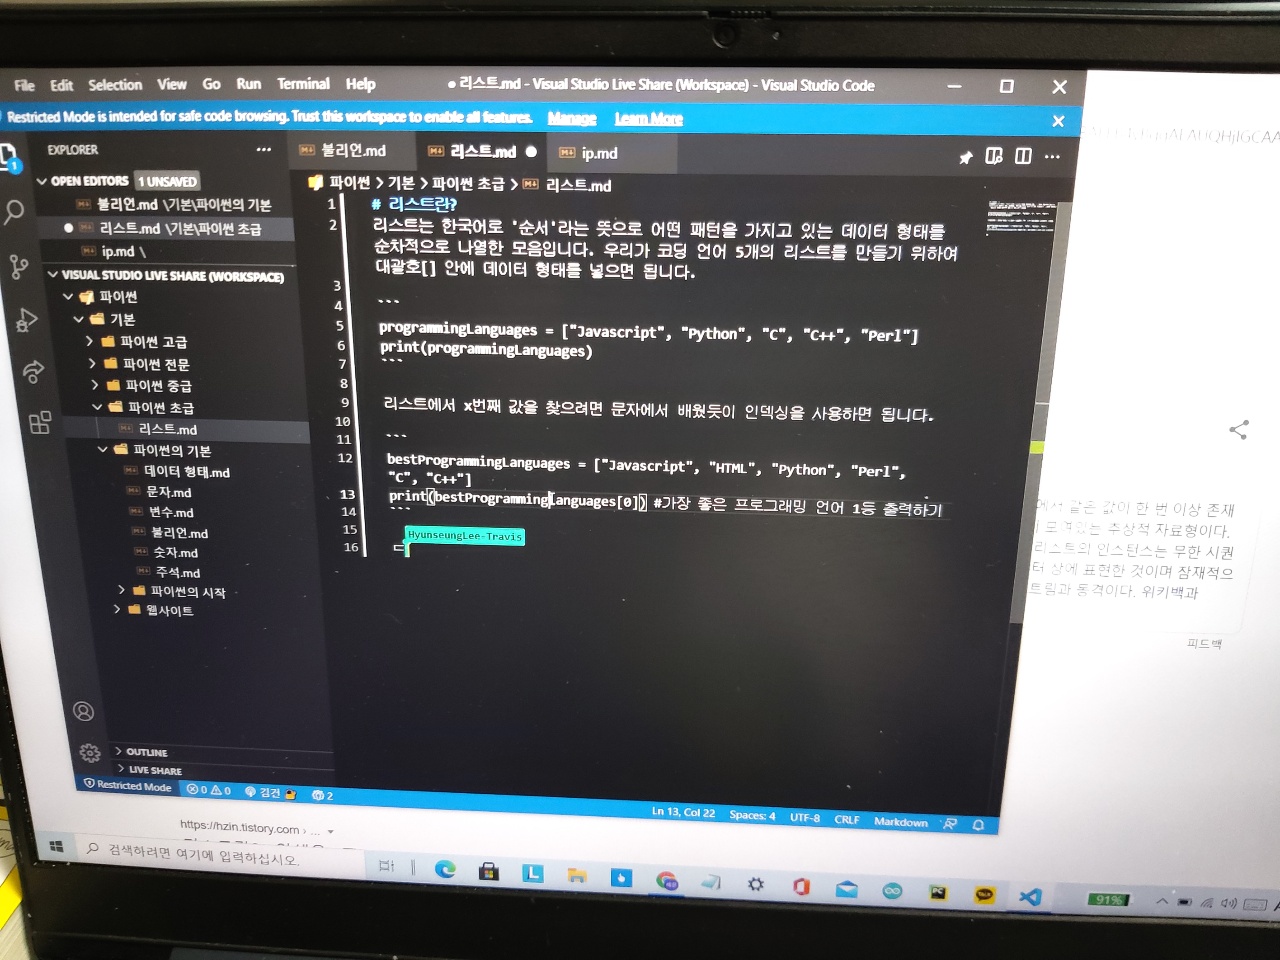 File Edit Selection View Go Run Terminal Help ● 리스트.md - Visual Studio Live Share (Workspace) - Visual Studio Code
Restricted Mode is intended for safe code browsing. Trust this workspace to enable all features. Manage Learn More
EXPLORER
불리언.md 리스트.md ip.md
OPEN EDITORS 1 UNSAVED
불리언.md \기본\파이썬의 기본
리스트.md \기본\파이썬 초급
ip.md \
VISUAL STUDIO LIVE SHARE (WORKSPACE)
파이썬
기본
파이썬 고급
파이썬 전문
파이썬 중급
파이썬 초급
리스트.md
파이썬의 기본
데이터 형태.md
문자.md
변수.md
불리언.md
숫자.md
주석.md
파이썬의 시작
웹사이트
OUTLINE
LIVE SHARE
파이썬 > 기본 > 파이썬 초급 > 리스트.md
1 # 리스트란?
2 리스트는 한국어로 '순서'라는 뜻으로 어떤 패턴을 가지고 있는 데이터 형태를
순차적으로 나열한 모음입니다. 우리가 코딩 언어 5개의 리스트를 만들기 위하여
대괄호[] 안에 데이터 형태를 넣으면 됩니다.
3
4 ```
5 programmingLanguages = ["Javascript", "Python", "C", "C++", "Perl"]
6 print(programmingLanguages)
7 ```
8
9 리스트에서 x번째 값을 찾으려면 문자에서 배웠듯이 인덱싱을 사용하면 됩니다.
10
11 ```
12 bestProgrammingLanguages = ["Javascript", "HTML", "Python", "Perl",
"C", "C++"]
13 print(bestProgrammingLanguages[0]) #가장 좋은 프로그래밍 언어 1등 출력하기
14 ```
15
HyunseungLee-Travis
16 ㄷ
Restricted Mode 0 0 김건 2 Ln 13, Col 22 Spaces: 4 UTF-8 CRLF Markdown
에서 같은 값이 한 번 이상 존재
추상적 자료형이다.
리스트의 인스턴스는 무한 시퀀
터 상에 표현한 것이며 잠재적으
트림과 동격이다. 위키백과
피드백
https://hzin.tistory.com › ...
검색하려면 여기에 입력하십시오.
91%